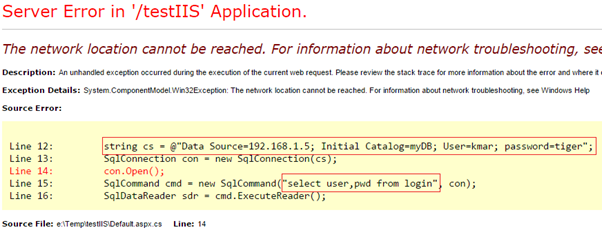 Server Error in '/testIIS' Application.
The network location cannot be reached. For information about network troubleshooting, see
Description: An unhandled exception occurred during the execution of the current web request. Please review the stack trace for more information about the error and where it
Exception Details: System.ComponentModel.Win32Exception: The network location cannot be reached. For information about network troubleshooting, see Windows Help
Source Error:
Line 12: string cs = @"Data Source=192.168.1.5; Initial Catalog=myDB; User=kmar; password=tiger";
Line 13: SqlConnection con = new SqlConnection(cs);
Line 14: con.Open();
Line 15: SqlCommand cmd = new SqlCommand("select user,pwd from login", con);
Line 16: SqlDataReader sdr = cmd.ExecuteReader();
Source File: e:\Temp\testIIS\Default.aspx.cs Line: 14